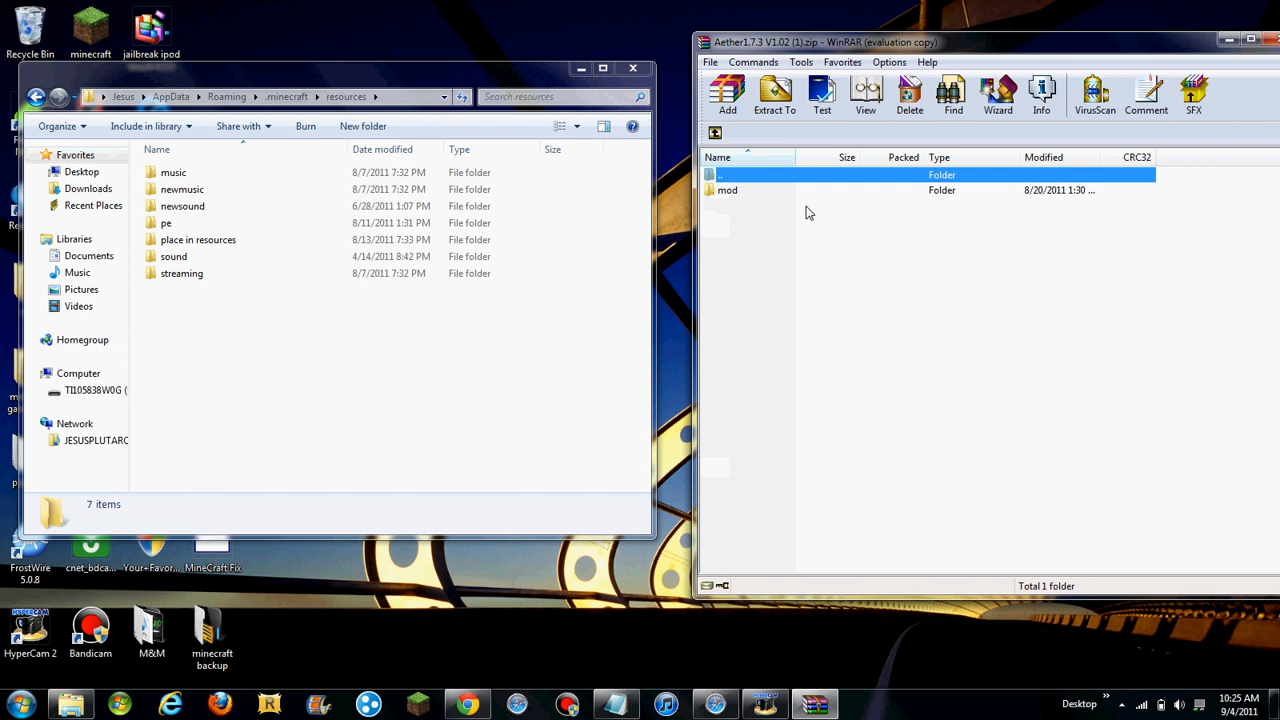 Recycle Bin
minecraft
jailbreak ipod
Jesus
AppData
Roaming
.minecraft
resources
Search resources
Organize
Include in library
Share with
Burn
New folder
Name
Date modified
Type
Size
Favorites
Desktop
Downloads
Recent Places
Libraries
Documents
Music
Pictures
Videos
Homegroup
Computer
TI105838W0G (
Network
JESUSPLUTARC
music 8/7/2011 7:32 PM File folder
newmusic 8/7/2011 7:32 PM File folder
newsound 6/28/2011 1:07 PM File folder
pe 8/11/2011 1:31 PM File folder
place in resources 8/13/2011 7:33 PM File folder
sound 4/14/2011 8:42 PM File folder
streaming 8/7/2011 7:32 PM File folder
7 items
Aether1.7.3 V1.02 (1).zip - WinRAR (evaluation copy)
File Commands Tools Favorites Options Help
Add Extract To Test View Delete Find Wizard Info VirusScan Comment SFX
Name Size Packed Type Modified CRC32
.. Folder
mod Folder 8/20/2011 1:30 ...
Total 1 folder
FrostWire
5.0.8
cnet_bdca...
Your+Favor...
MineCraft Fix
HyperCam 2
Bandicam
M&M
minecraft
backup
Desktop
10:25 AM
9/4/2011